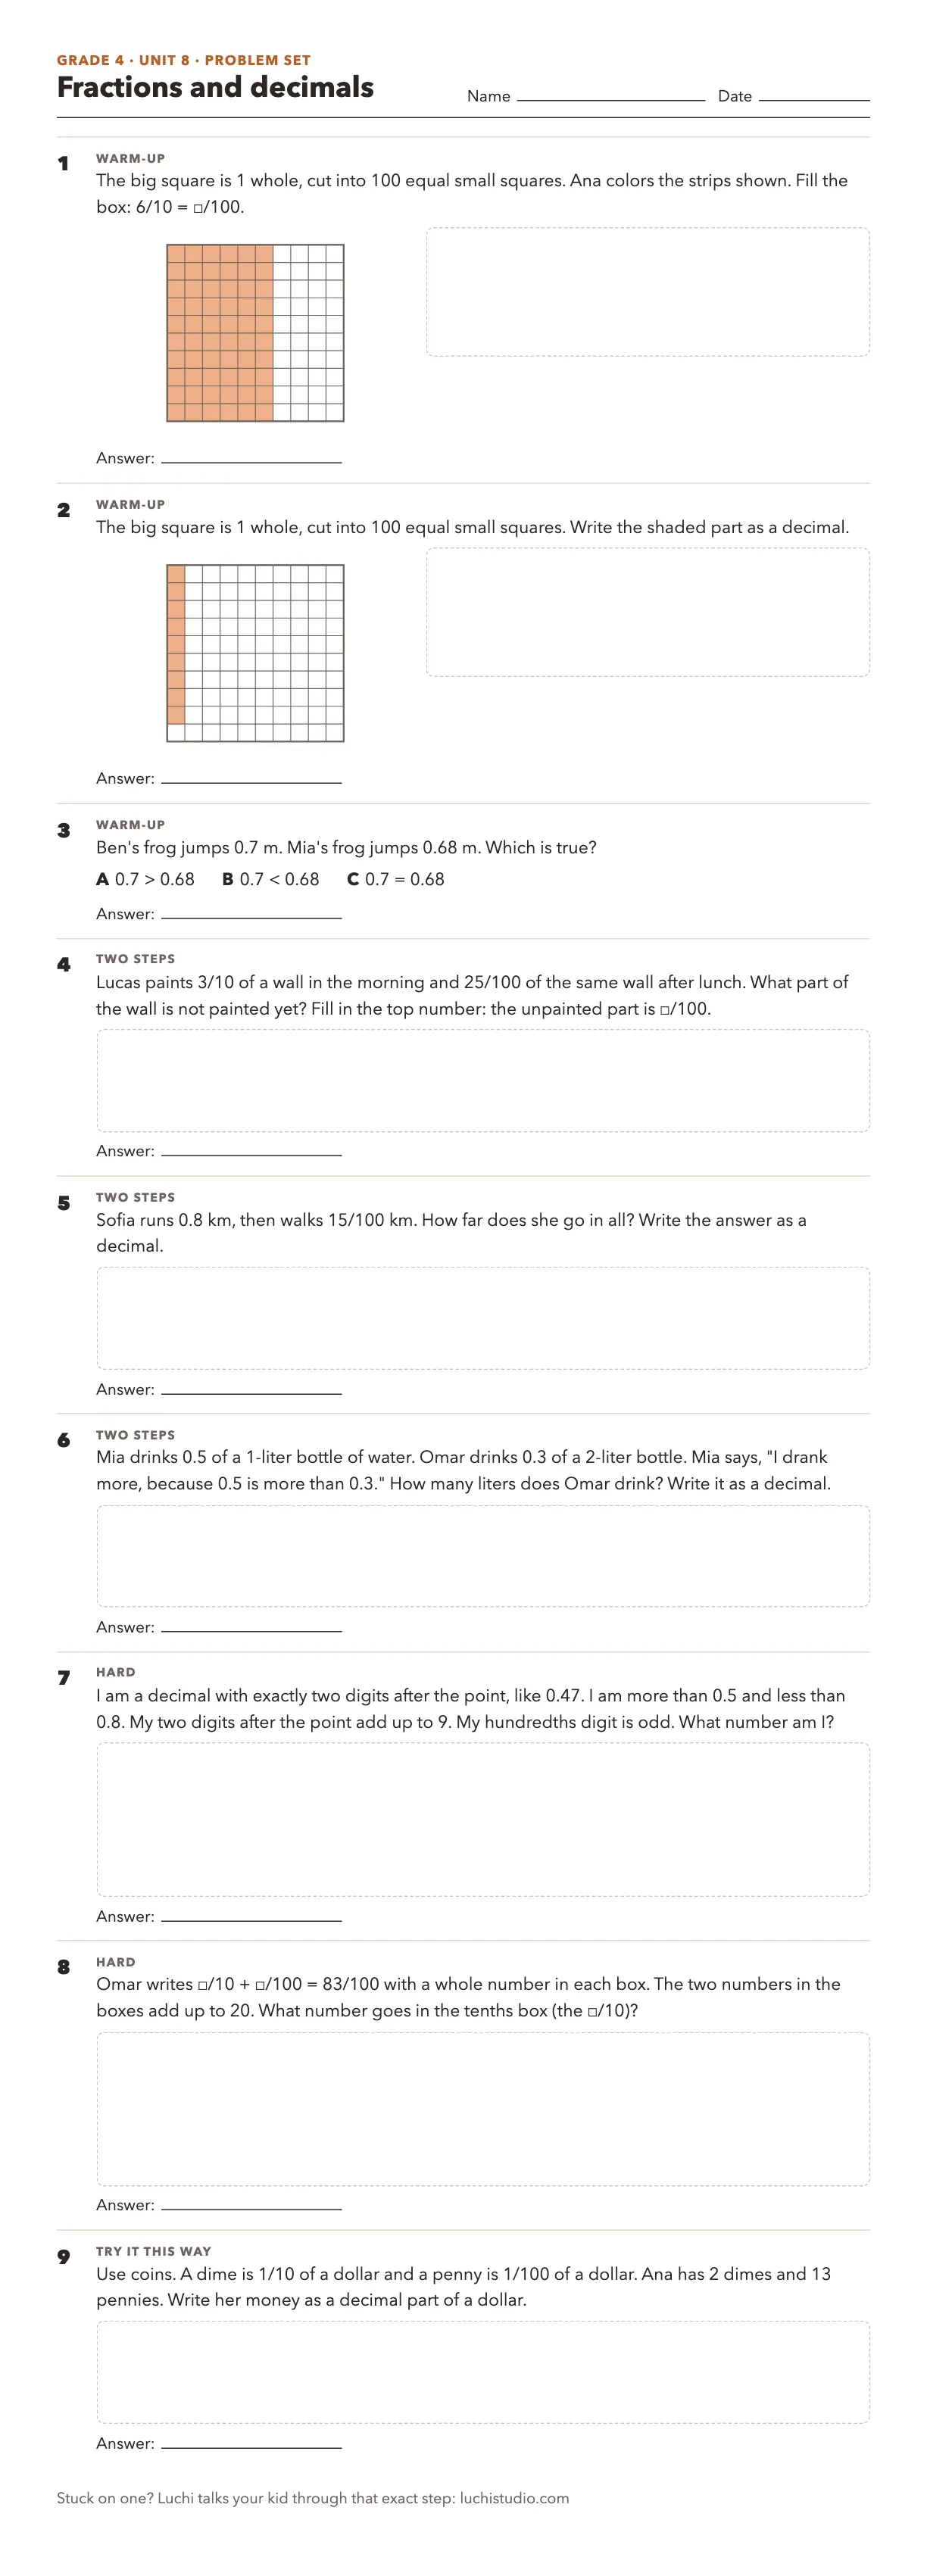 GRADE 4 · UNIT 8 · PROBLEM SET
Fractions and decimals
Name Date
1
WARM-UP
The big square is 1 whole, cut into 100 equal small squares. Ana colors the strips shown. Fill the
box: 6/10 = □/100.
Answer:
2
WARM-UP
The big square is 1 whole, cut into 100 equal small squares. Write the shaded part as a decimal.
Answer:
3
WARM-UP
Ben's frog jumps 0.7 m. Mia's frog jumps 0.68 m. Which is true?
A 0.7 > 0.68 B 0.7 < 0.68 C 0.7 = 0.68
Answer:
4
TWO STEPS
Lucas paints 3/10 of a wall in the morning and 25/100 of the same wall after lunch. What part of
the wall is not painted yet? Fill in the top number: the unpainted part is □/100.
Answer:
5
TWO STEPS
Sofia runs 0.8 km, then walks 15/100 km. How far does she go in all? Write the answer as a
decimal.
Answer:
6
TWO STEPS
Mia drinks 0.5 of a 1-liter bottle of water. Omar drinks 0.3 of a 2-liter bottle. Mia says, "I drank
more, because 0.5 is more than 0.3." How many liters does Omar drink? Write it as a decimal.
Answer:
7
HARD
I am a decimal with exactly two digits after the point, like 0.47. I am more than 0.5 and less than
0.8. My two digits after the point add up to 9. My hundredths digit is odd. What number am I?
Answer:
8
HARD
Omar writes □/10 + □/100 = 83/100 with a whole number in each box. The two numbers in the
boxes add up to 20. What number goes in the tenths box (the □/10)?
Answer:
9
TRY IT THIS WAY
Use coins. A dime is 1/10 of a dollar and a penny is 1/100 of a dollar. Ana has 2 dimes and 13
pennies. Write her money as a decimal part of a dollar.
Answer:
Stuck on one? Luchi talks your kid through that exact step: luchistudio.com